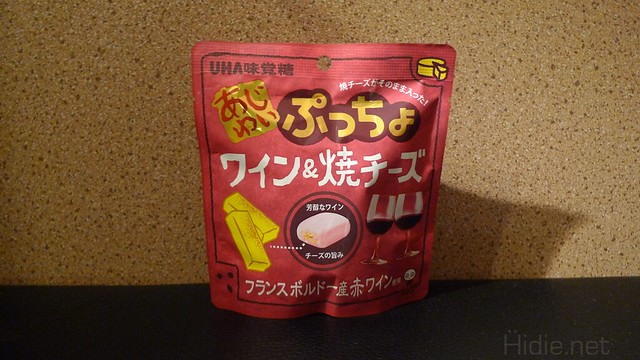 UHA味覚糖
焼チーズがそのまま入った!
あじわい
ぷっちょ
ワイン&焼チーズ
芳醇なワイン
チーズの旨み
フランスボルドー産赤ワイン使用
Hidie.net